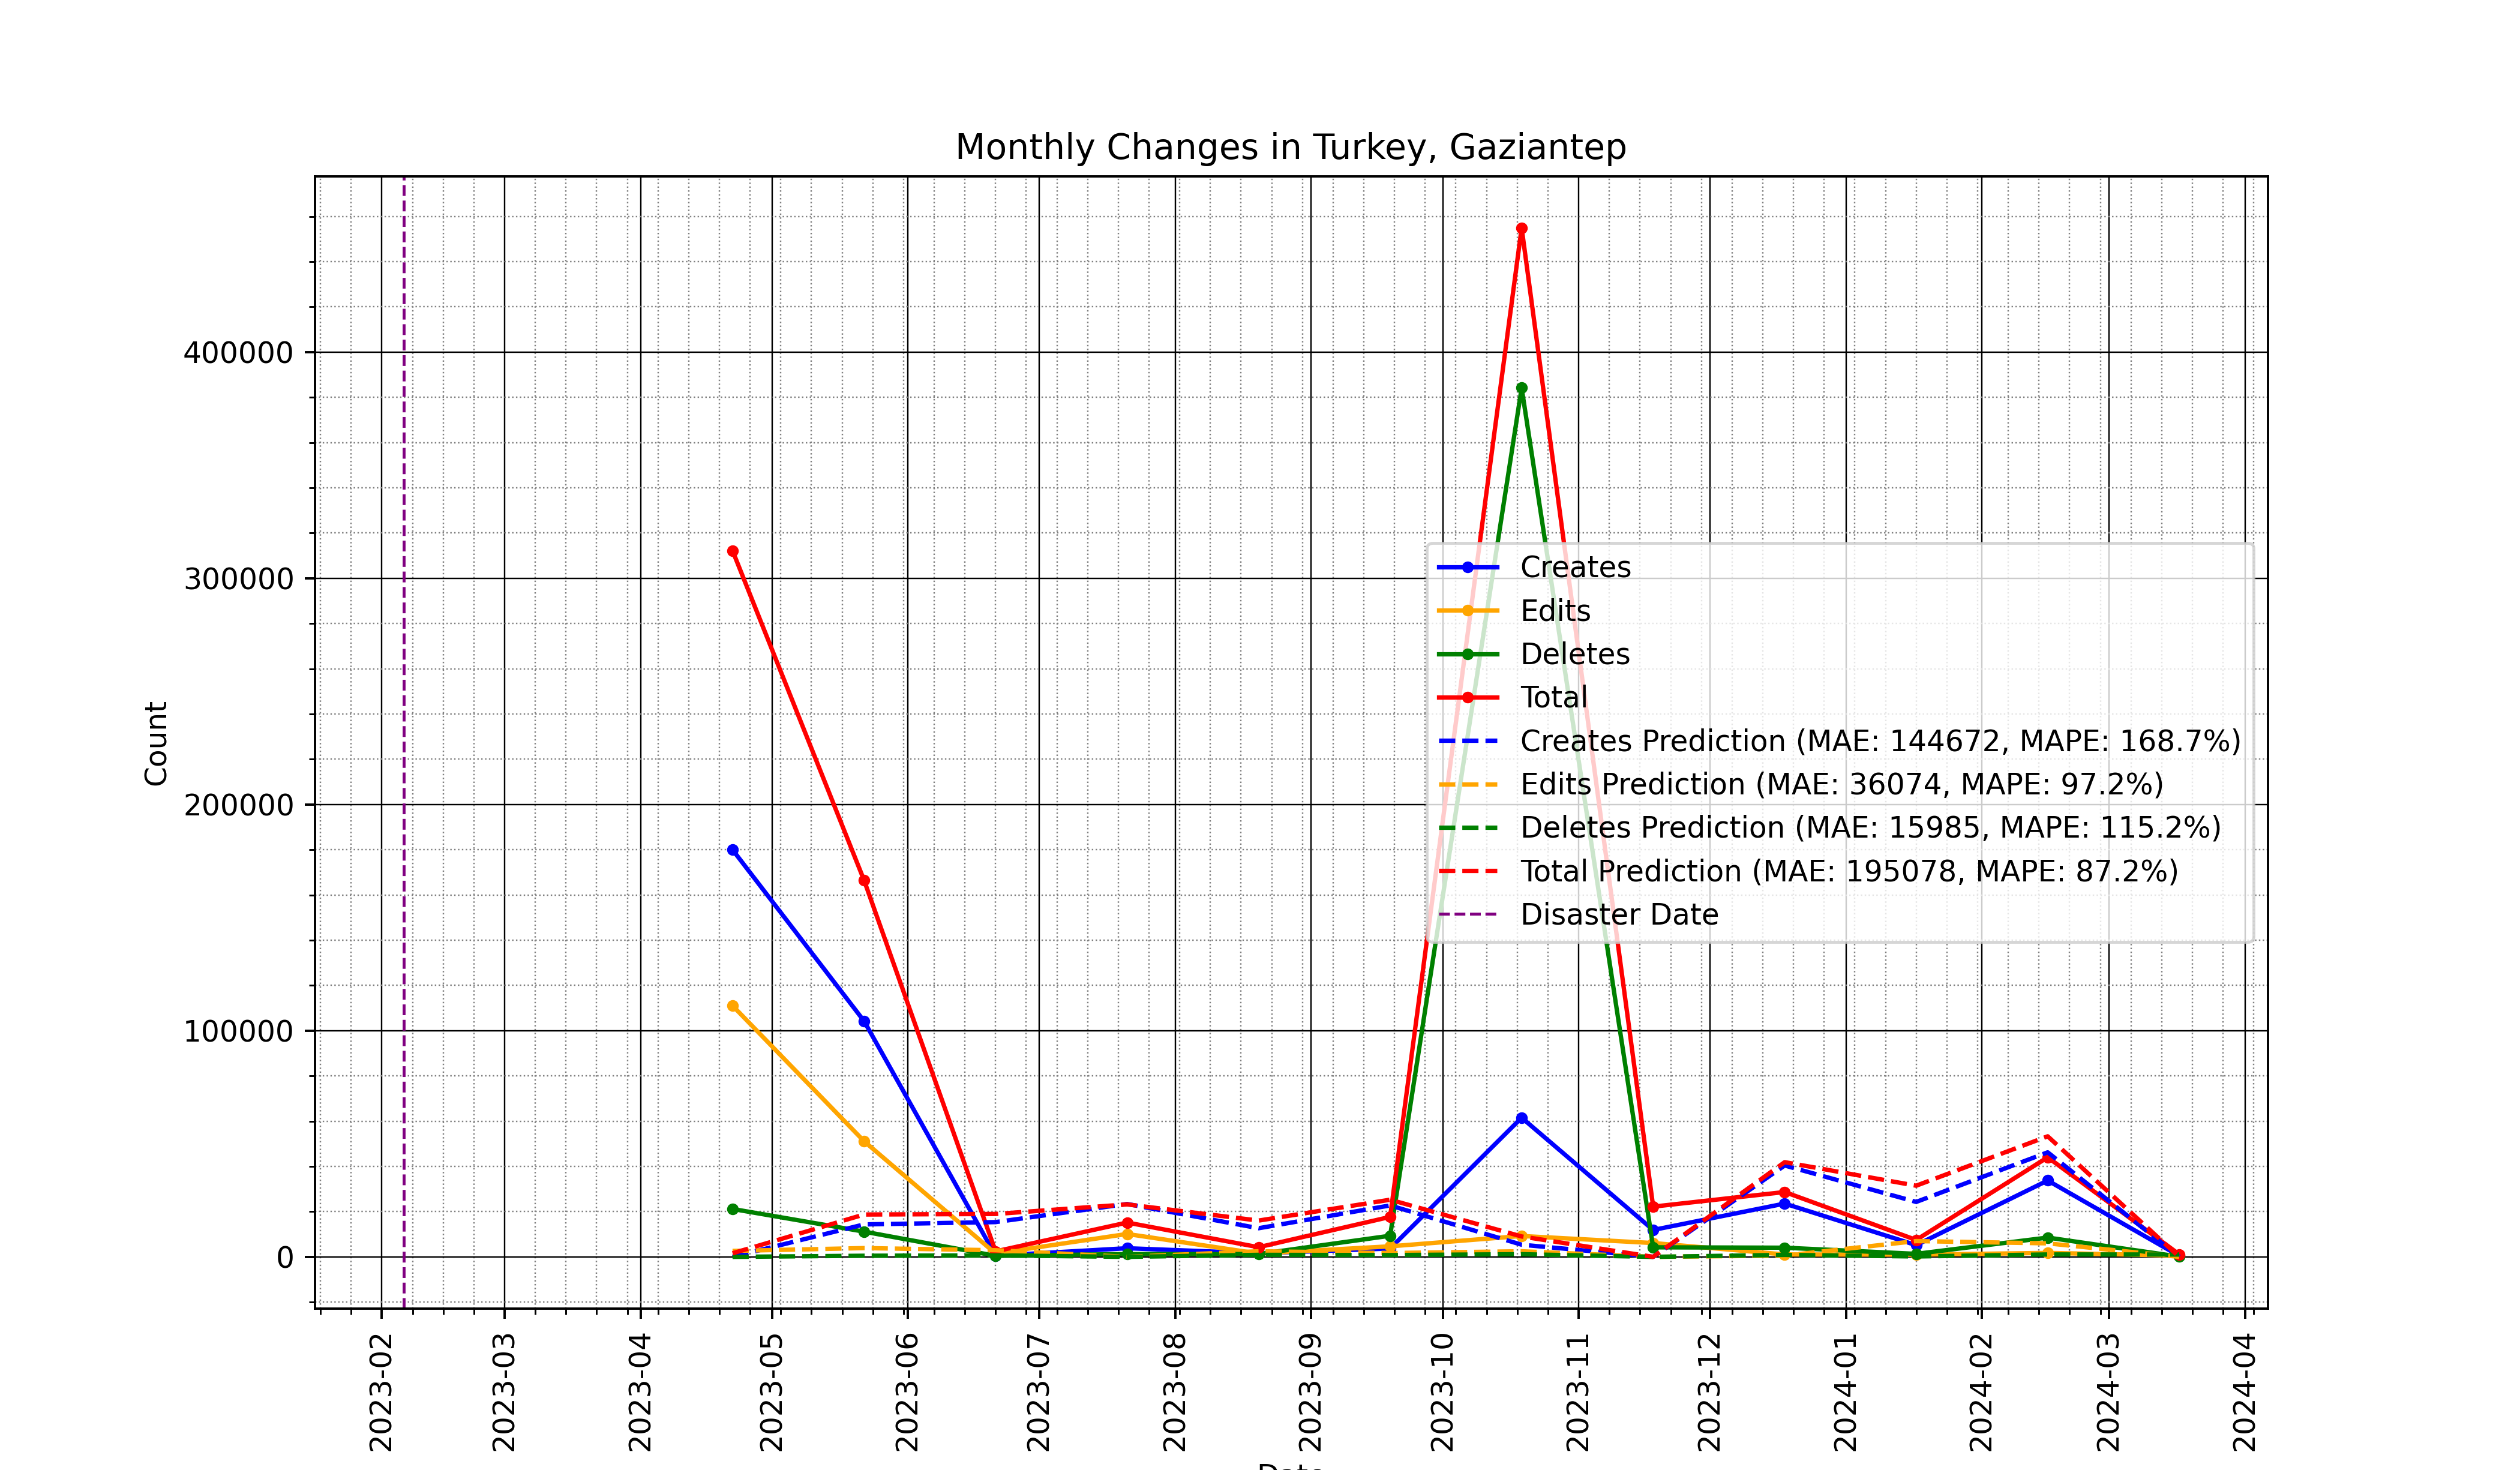 Monthly Changes in Turkey, Gaziantep
Count
400000
300000
200000
100000
0
Creates
Edits
Deletes
Total
Creates Prediction (MAE: 144672, MAPE: 168.7%)
Edits Prediction (MAE: 36074, MAPE: 97.2%)
Deletes Prediction (MAE: 15985, MAPE: 115.2%)
Total Prediction (MAE: 195078, MAPE: 87.2%)
Disaster Date
2023-02
2023-03
2023-04
2023-05
2023-06
2023-07
2023-08
2023-09
2023-10
2023-11
2023-12
2024-01
2024-02
2024-03
2024-04